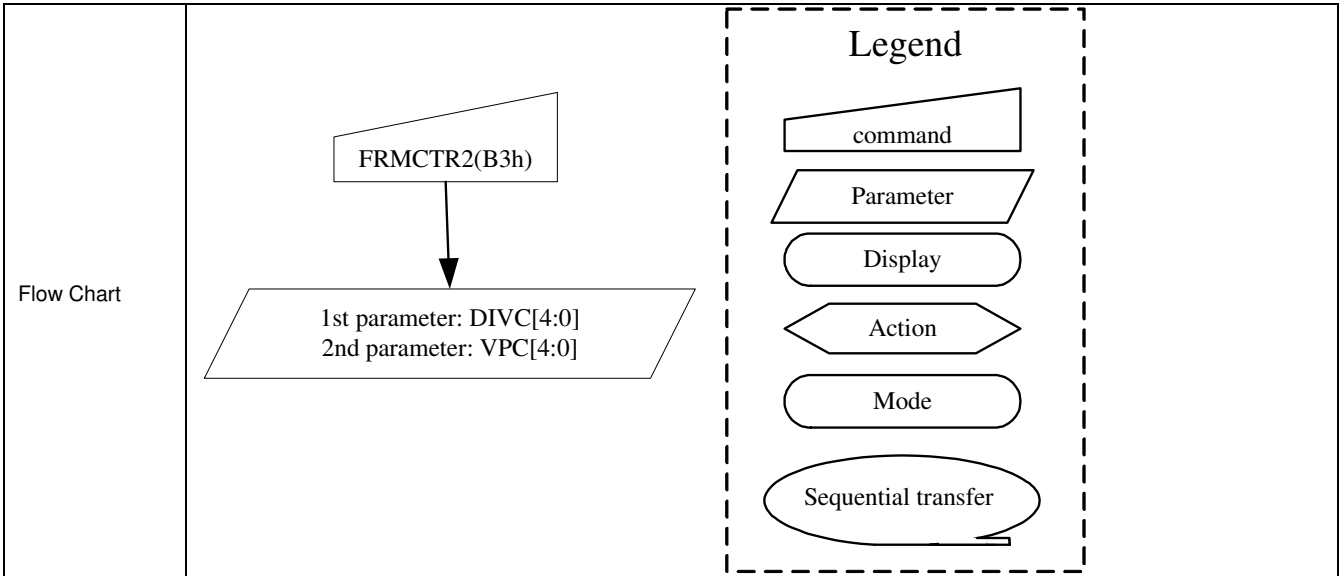 Flow Chart
FRMCTR2(B3h)
1st parameter: DIVC[4:0]
2nd parameter: VPC[4:0]
Legend
command
Parameter
Display
Action
Mode
Sequential transfer